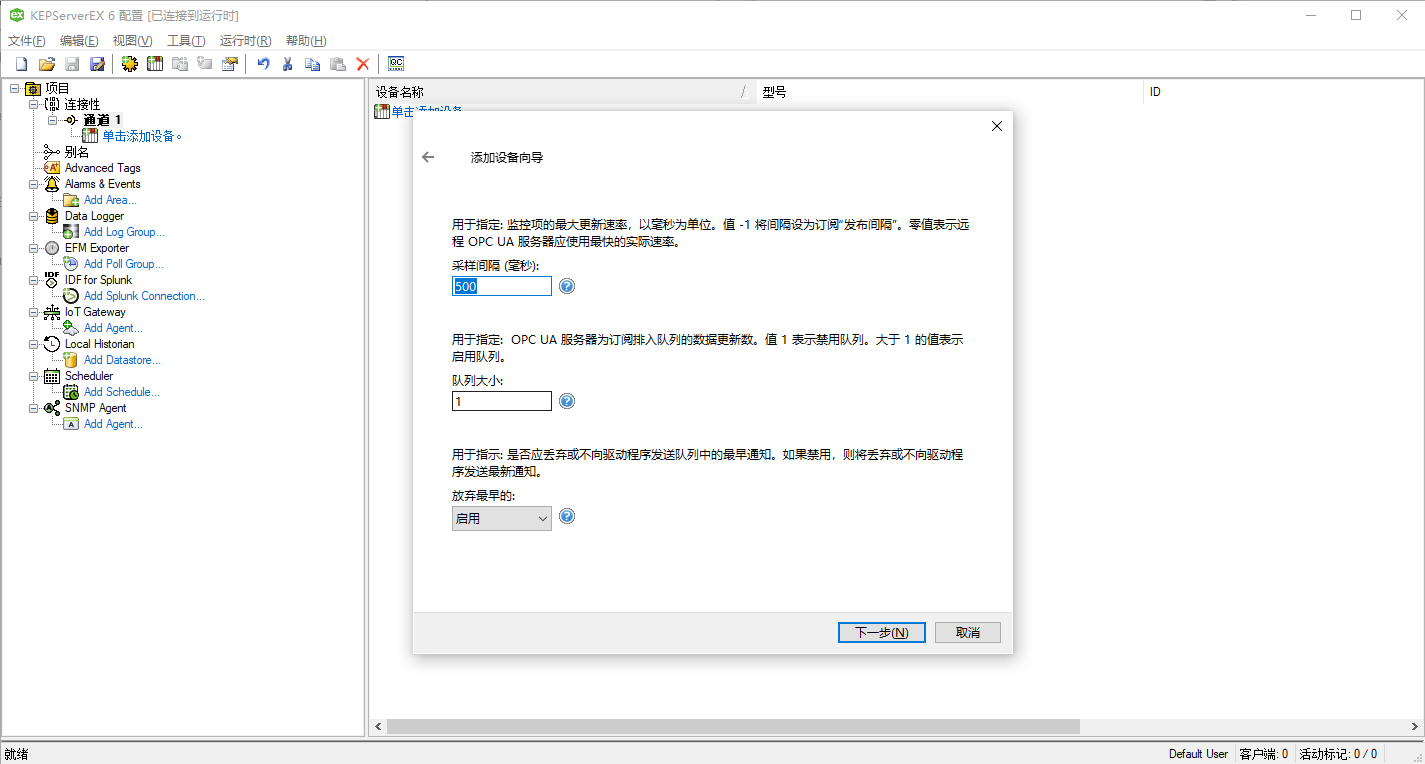 KEPServerEX 6 配置 [已连接到运行时]
文件(F) 编辑(E) 视图(V) 工具(T) 运行时(R) 帮助(H)
项目
连接性
通道 1
单击添加设备。
别名
Advanced Tags
Alarms & Events
Add Area...
Data Logger
Add Log Group...
EFM Exporter
Add Poll Group...
IDF for Splunk
Add Splunk Connection...
IoT Gateway
Add Agent...
Local Historian
Add Datastore...
Scheduler
Add Schedule...
SNMP Agent
Add Agent...
设备名称 型号 ID
单击添加设备
添加设备向导
用于指定: 监控项的最大更新速率，以毫秒为单位。值 -1 将间隔设为订阅“发布间隔”。零值表示远
程 OPC UA 服务器应使用最快的实际速率。
采样间隔 (毫秒):
500
用于指定: OPC UA 服务器为订阅排入队列的数据更新数。值 1 表示禁用队列。大于 1 的值表示
启用队列。
队列大小:
1
用于指示: 是否应丢弃或不向驱动程序发送队列中的最早通知。如果禁用，则将丢弃或不向驱动程
序发送最新通知。
放弃最早的:
启用
下一步(N) 取消
就绪 Default User 客户端: 0 活动标记: 0 / 0